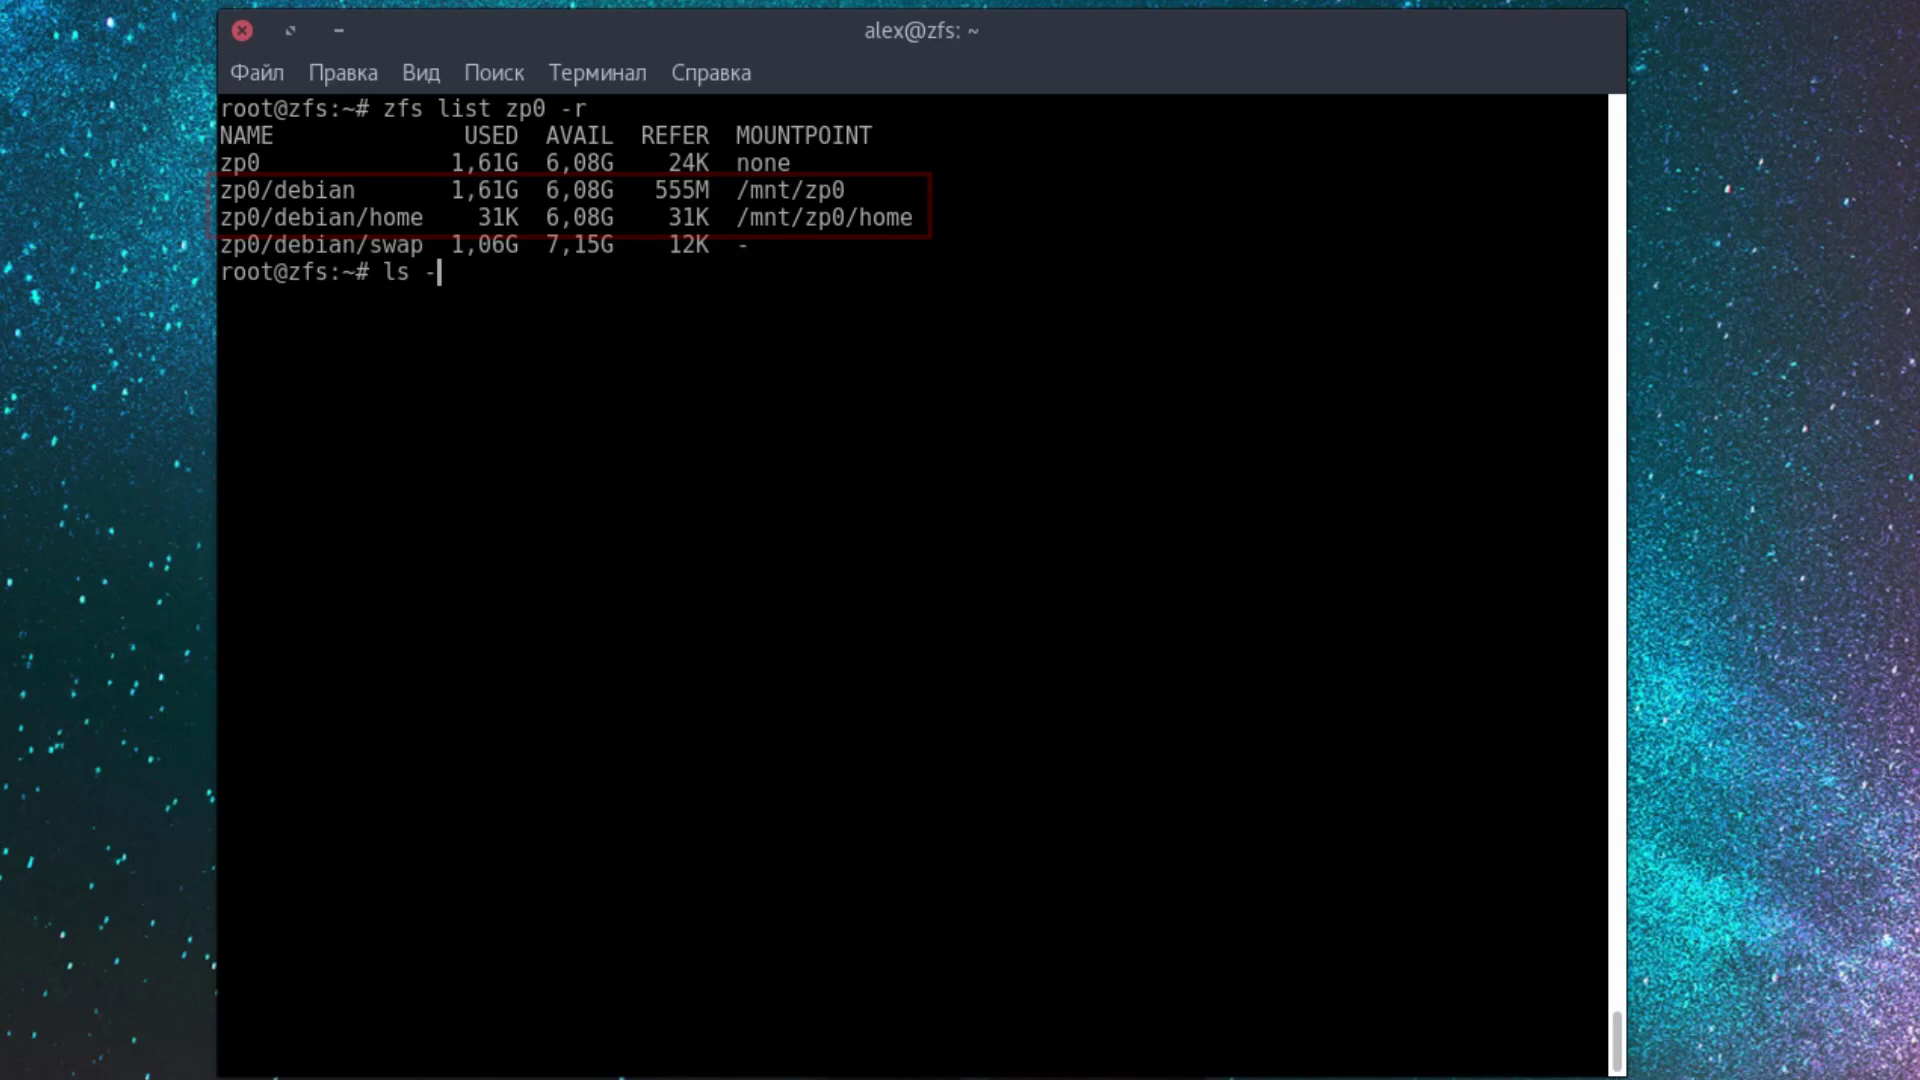 alex@zfs: ~
Файл Правка Вид Поиск Терминал Справка
root@zfs:~# zfs list zp0 -r
NAME USED AVAIL REFER MOUNTPOINT
zp0 1,61G 6,08G 24K none
zp0/debian 1,61G 6,08G 555M /mnt/zp0
zp0/debian/home 31K 6,08G 31K /mnt/zp0/home
zp0/debian/swap 1,06G 7,15G 12K -
root@zfs:~# ls -